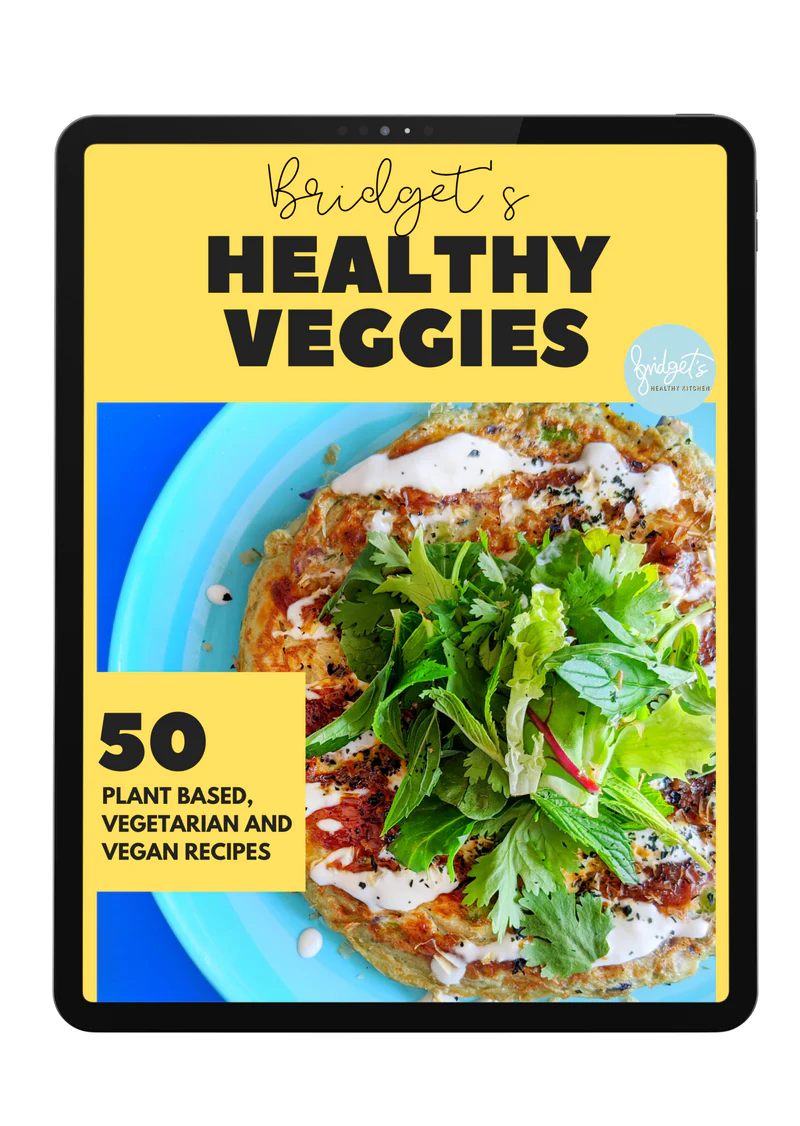 Bridget's
HEALTHY
VEGGIES
Bridget's
HEALTHY KITCHEN
50
PLANT BASED,
VEGETARIAN AND
VEGAN RECIPES